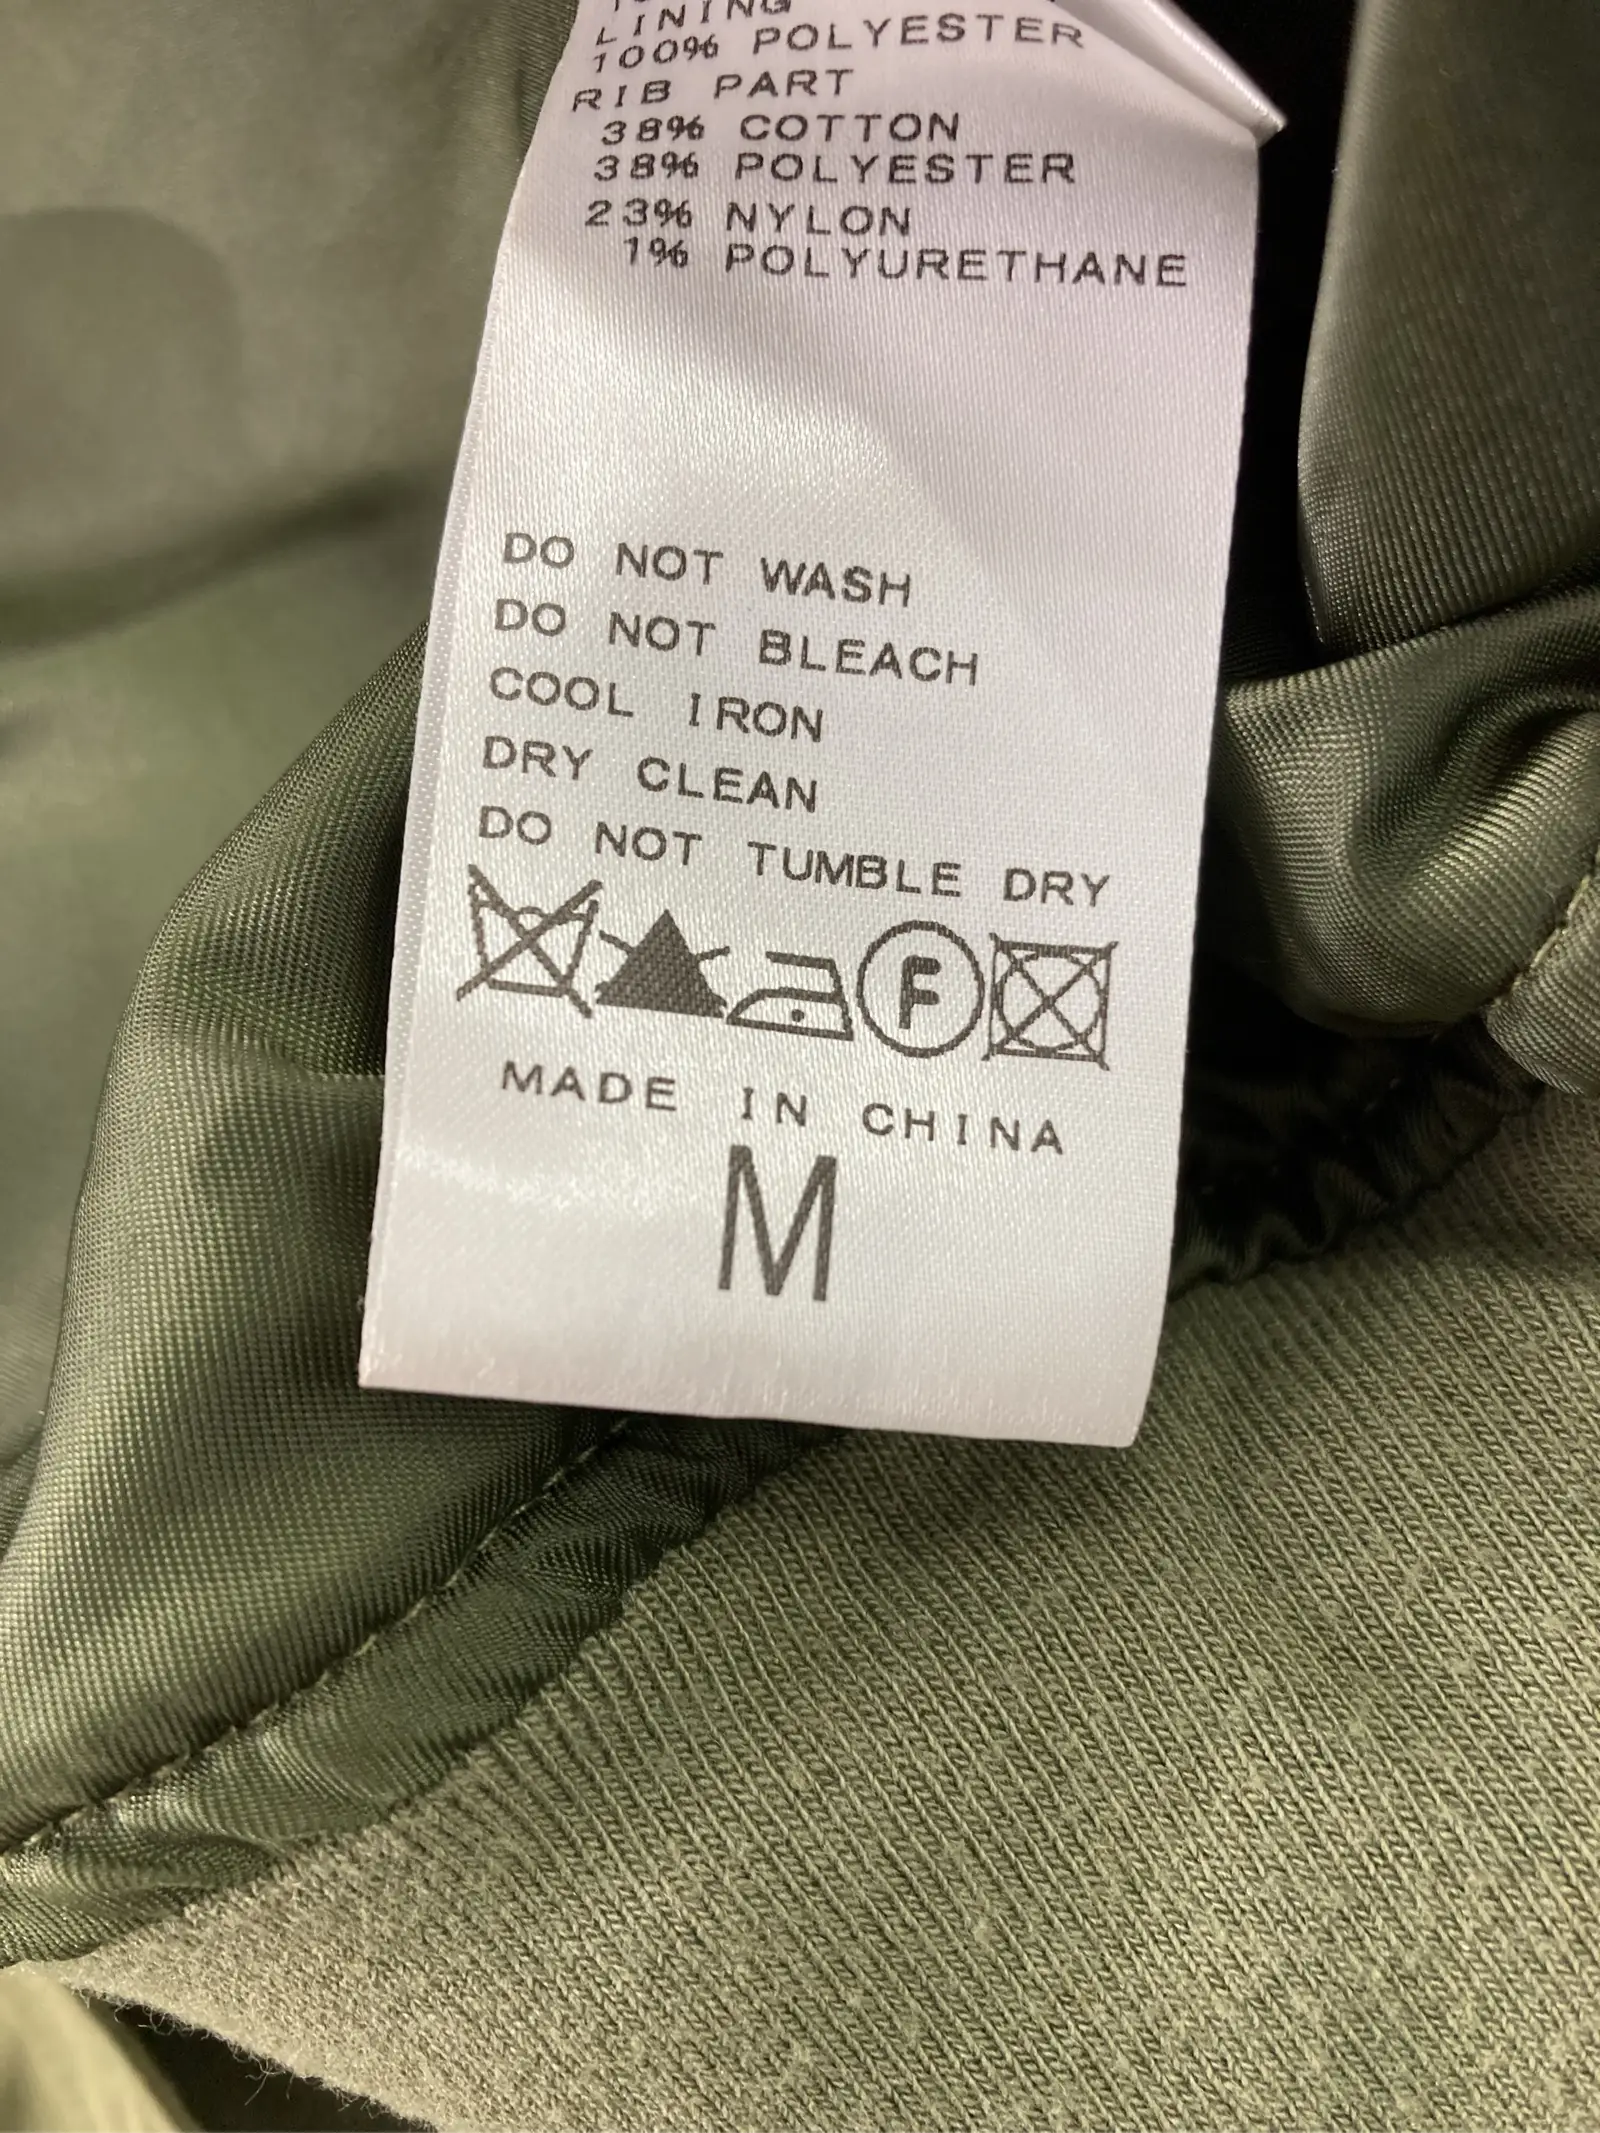 LINING
100% POLYESTER
RIB PART
38% COTTON
38% POLYESTER
23% NYLON
1% POLYURETHANE
DO NOT WASH
DO NOT BLEACH
COOL IRON
DRY CLEAN
DO NOT TUMBLE DRY
F
MADE IN CHINA
M